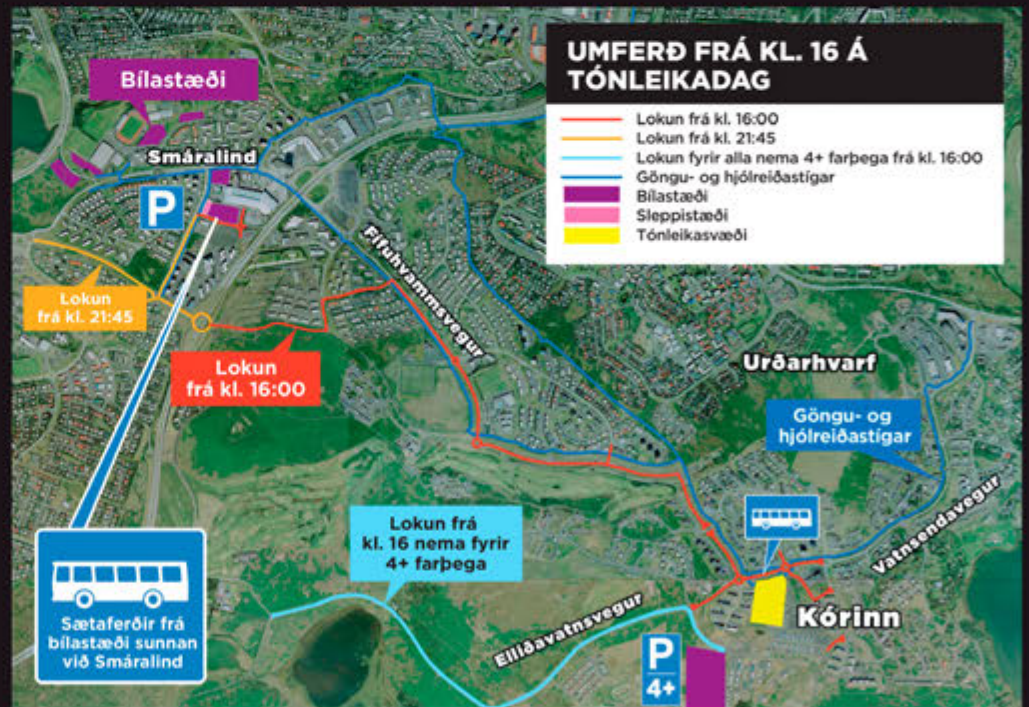 UMFERÐ FRÁ KL. 16 Á
TÓNLEIKADAG
Lokun frá kl. 16:00
Lokun frá kl. 21:45
Lokun fyrir alla nema 4+ farþega frá kl. 16:00
Göngu- og hjólreiðastígar
Bílastæði
Sleppistæði
Tónleikasvæði
Bílastæði
Smáralind
P
Fífuhvammsvegur
Lokun
frá kl. 21:45
Lokun
frá kl. 16:00
Urðarhvarf
Göngu- og
hjólreiðastígar
Lokun frá
kl. 16 nema fyrir
4+ farþega
Vatnsendavegur
Sætaferðir frá
bílastæði sunnan
við Smáralind
Elliðavatnsvegur
Kórinn
P
4+